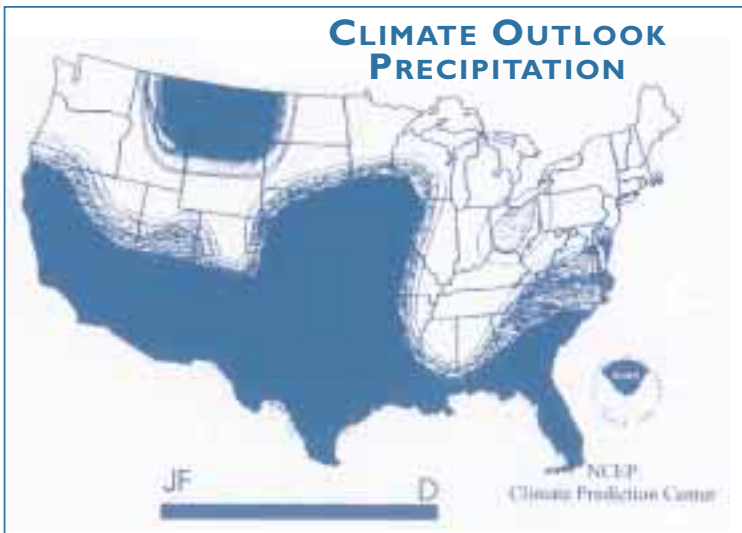 CLIMATE OUTLOOK
PRECIPITATION
JF D
NCEP
Climate Prediction Center